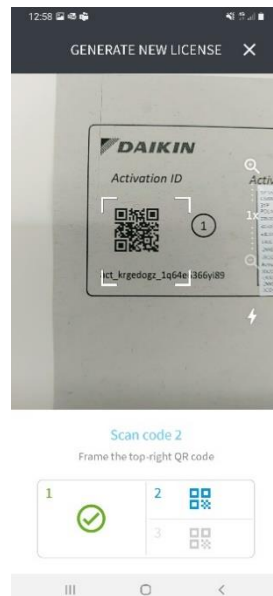 12:58
GENERATE NEW LICENSE
DAIKIN
Activation ID
1x
1
Scan code 2
Frame the top-right QR code
1
2
3